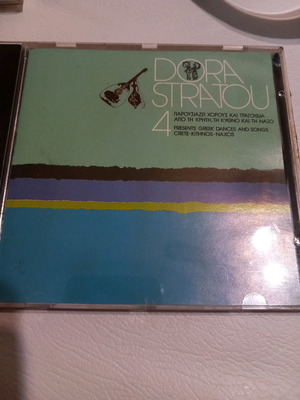 DORA
STRATOU
4
ΠΑΡΟΥΣΙΑΖΕΙ ΧΟΡΟΥΣ ΚΑΙ ΤΡΑΓΟΥΔΙΑ
ΑΠΟ ΤΗ ΚΡΗΤΗ, ΤΗ ΚΥΘΝΟ ΚΑΙ ΤΗ ΝΑΞΟ
PRESENTS GREEK DANCES AND SONGS
CRETE-KITHNOS-NAXOS